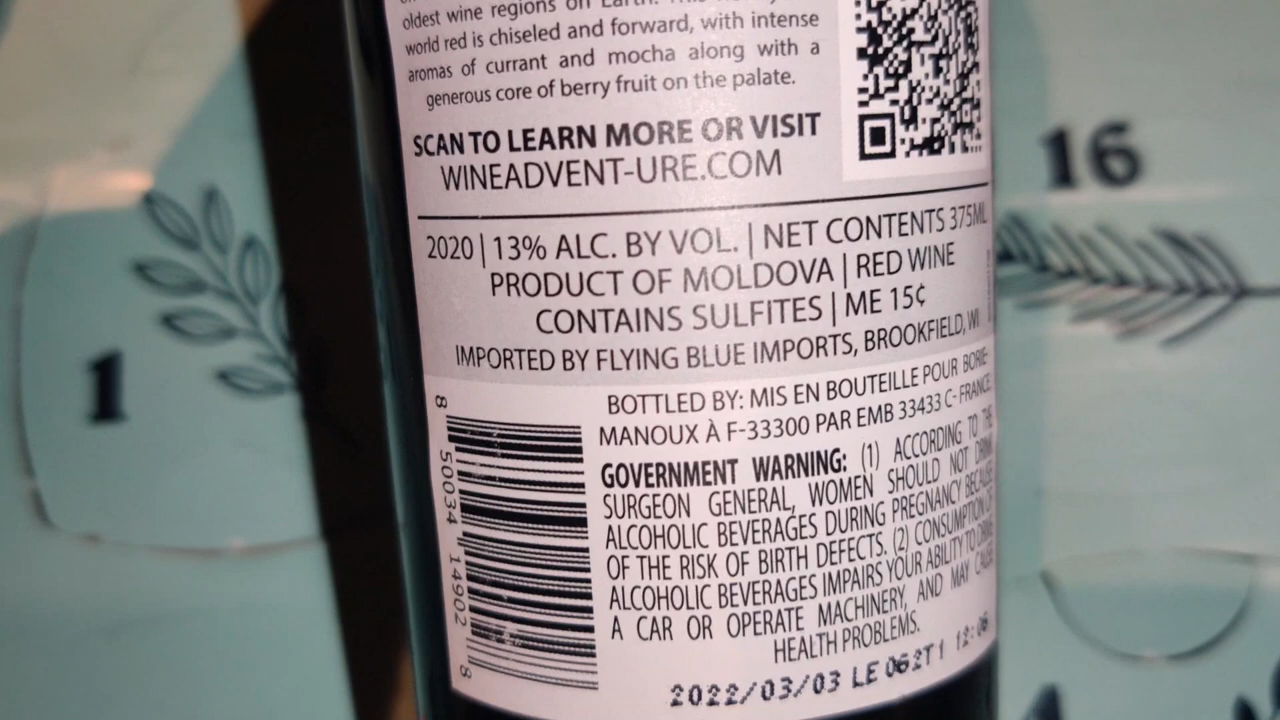 oldest wine regions on Earth. This
world red is chiseled and forward, with intense
aromas of currant and mocha along with a
generous core of berry fruit on the palate.
SCAN TO LEARN MORE OR VISIT
WINEADVENT-URE.COM
2020 | 13% ALC. BY VOL. | NET CONTENTS 375ML
PRODUCT OF MOLDOVA | RED WINE
CONTAINS SULFITES | ME 15¢
IMPORTED BY FLYING BLUE IMPORTS, BROOKFIELD, WI
BOTTLED BY: MIS EN BOUTEILLE POUR BORIE-
MANOUX À F-33300 PAR EMB 33433 C- FRANCE
GOVERNMENT WARNING: (1) ACCORDING TO THE
SURGEON GENERAL, WOMEN SHOULD NOT DRINK
ALCOHOLIC BEVERAGES DURING PREGNANCY BECAUSE
OF THE RISK OF BIRTH DEFECTS. (2) CONSUMPTION OF
ALCOHOLIC BEVERAGES IMPAIRS YOUR ABILITY TO DRIVE
A CAR OR OPERATE MACHINERY, AND MAY CAUSE
HEALTH PROBLEMS.
8 50034 14902 8
2022/03/03 LE 062T1 12:06
1
16